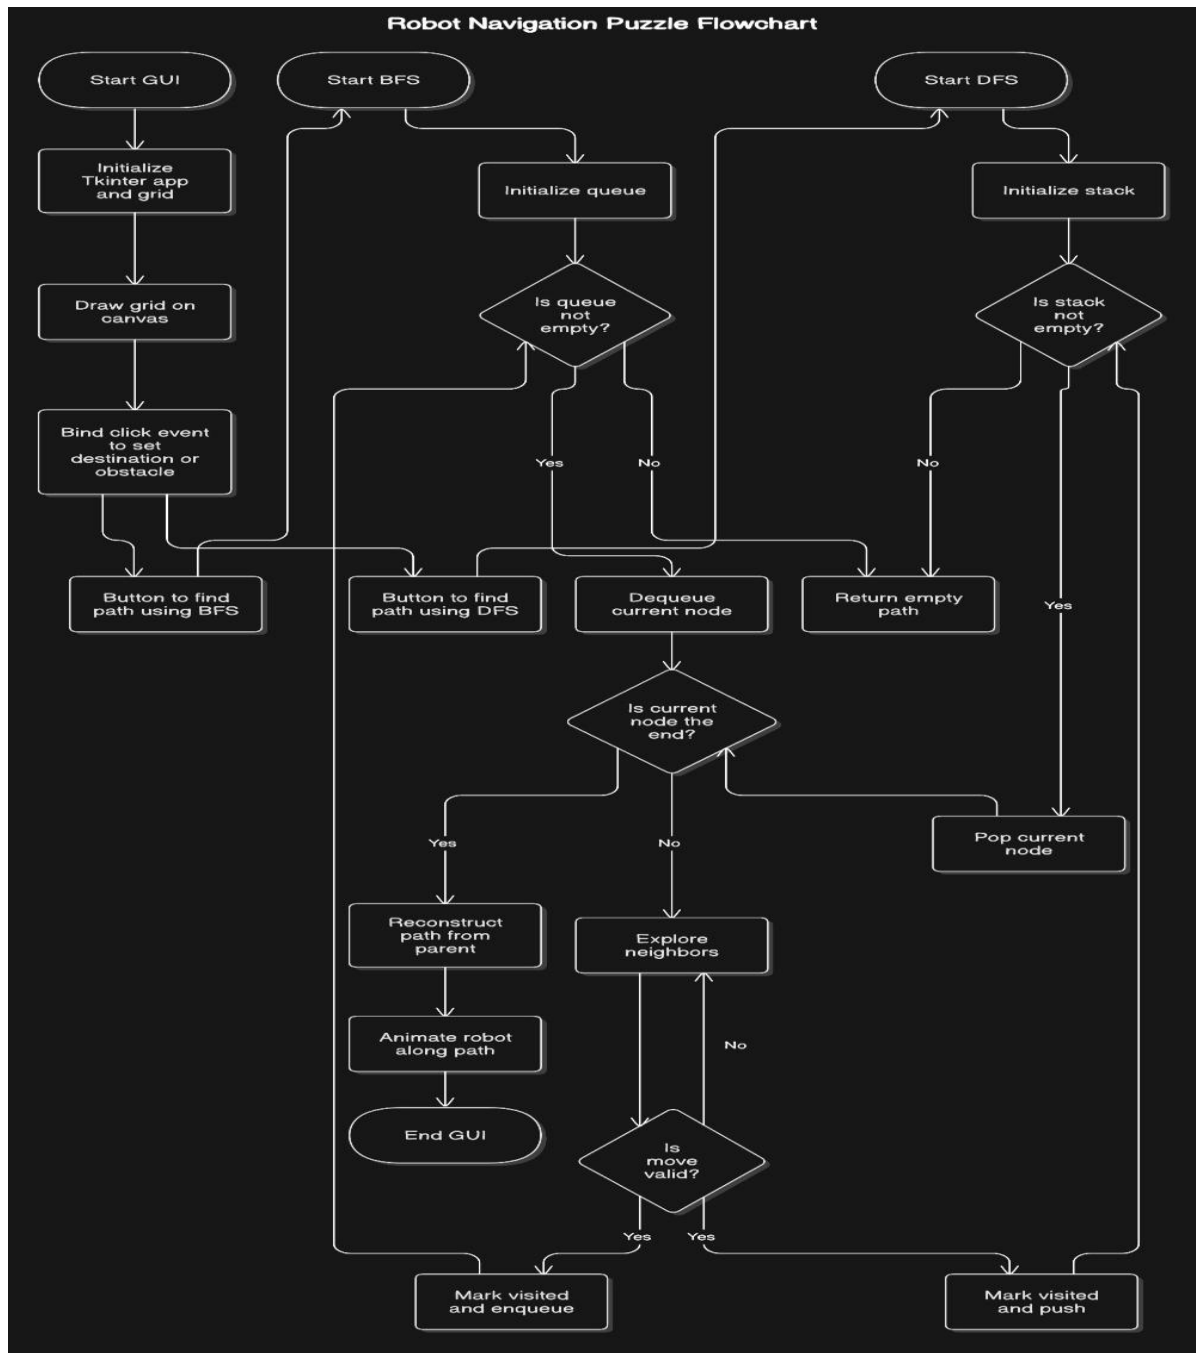 Robot Navigation Puzzle Flowchart
Start GUI
Start BFS
Start DFS
Initialize
Tkinter app
and grid
Initialize queue
Initialize stack
Draw grid on
canvas
Is queue
not
empty?
Is stack
not
empty?
Bind click event
to set
destination or
obstacle
Yes
No
No
Button to find
path using BFS
Button to find
path using DFS
Dequeue
current node
Return empty
path
Yes
Is current
node the
end?
Yes
No
Pop current
node
Reconstruct
path from
parent
Explore
neighbors
Animate robot
along path
No
End GUI
Is
move
valid?
Yes
Yes
Mark visited
and enqueue
Mark visited
and push